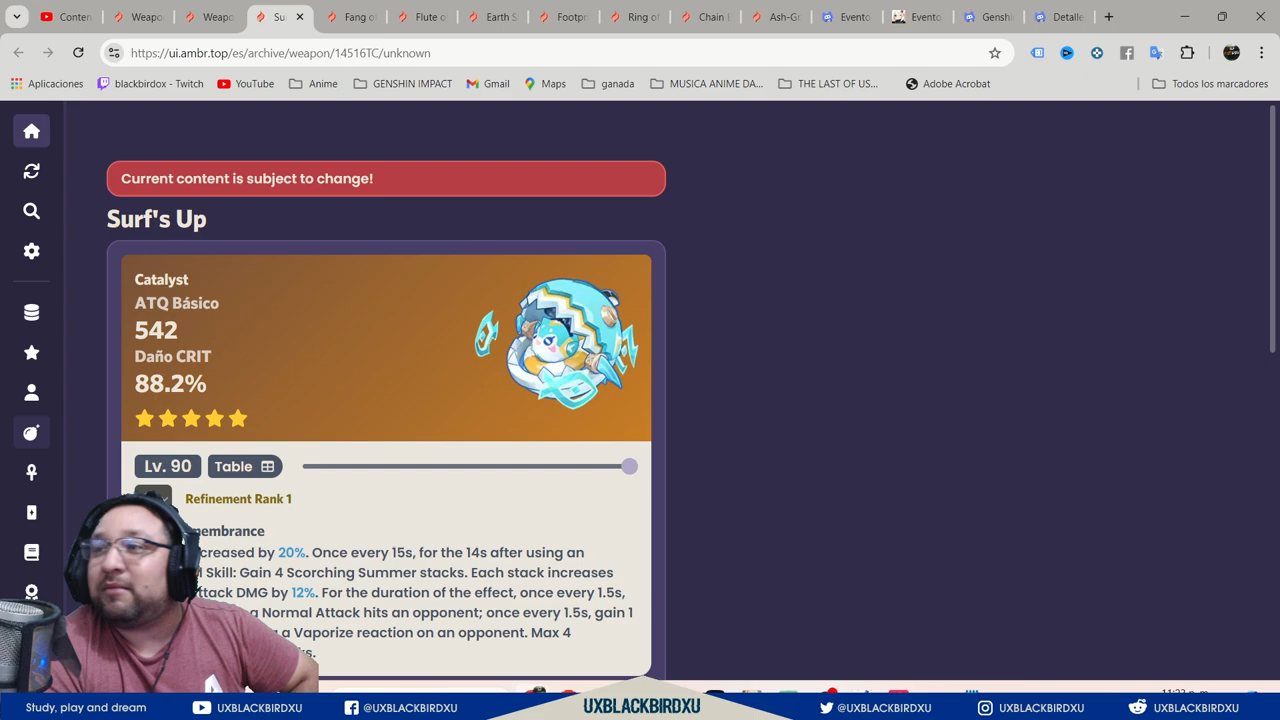 Conten
Weapo
Weapo
Su
Fang o
Flute o
Earth S
Footpr
Ring of
Chain
Ash-Gr
Evento
Evento
Genshi
Detalle
https://ui.ambr.top/es/archive/weapon/14516TC/unknown
Aplicaciones
blackbirdox - Twitch
YouTube
Anime
GENSHIN IMPACT
Gmail
Maps
ganada
MUSICA ANIME DA...
THE LAST OF US...
Adobe Acrobat
Todos los marcadores
Current content is subject to change!
Surf's Up
Catalyst
ATQ Básico
542
Daño CRIT
88.2%
Lv. 90 Table
Refinement Rank 1
membrance
creased by 20%. Once every 15s, for the 14s after using an
Skill: Gain 4 Scorching Summer stacks. Each stack increases
ttack DMG by 12%. For the duration of the effect, once every 1.5s,
a Normal Attack hits an opponent; once every 1.5s, gain 1
g a Vaporize reaction on an opponent. Max 4
ks.
Study, play and dream
UXBLACKBIRDXU
@UXBLACKBIRDXU
UXBLACKBIRDXU
@UXBLACKBIRDXU
UXBLACKBIRDXU
UXBLACKBIRDXU